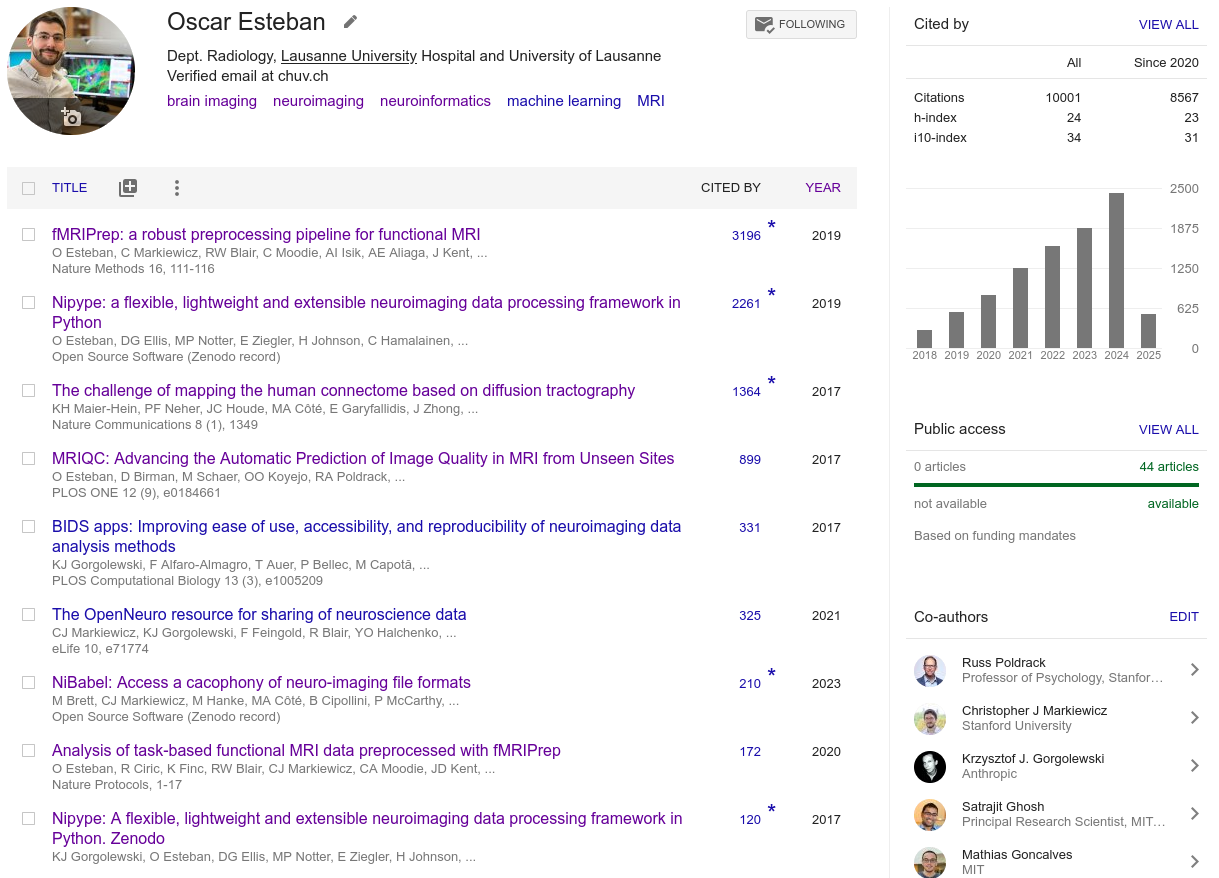 Oscar Esteban
FOLLOWING
Dept. Radiology, Lausanne University Hospital and University of Lausanne
Verified email at chuv.ch
brain imaging neuroimaging neuroinformatics machine learning MRI
TITLE CITED BY YEAR
fMRIPrep: a robust preprocessing pipeline for functional MRI 3196 * 2019
O Esteban, C Markiewicz, RW Blair, C Moodie, AI Isik, AE Aliaga, J Kent, ...
Nature Methods 16, 111-116
Nipype: a flexible, lightweight and extensible neuroimaging data processing framework in 2261 * 2019
Python
O Esteban, DG Ellis, MP Notter, E Ziegler, H Johnson, C Hamalainen, ...
Open Source Software (Zenodo record)
The challenge of mapping the human connectome based on diffusion tractography 1364 * 2017
KH Maier-Hein, PF Neher, JC Houde, MA Côté, E Garyfallidis, J Zhong, ...
Nature Communications 8 (1), 1349
MRIQC: Advancing the Automatic Prediction of Image Quality in MRI from Unseen Sites 899 2017
O Esteban, D Birman, M Schaer, OO Koyejo, RA Poldrack, ...
PLOS ONE 12 (9), e0184661
BIDS apps: Improving ease of use, accessibility, and reproducibility of neuroimaging data 331 2017
analysis methods
KJ Gorgolewski, F Alfaro-Almagro, T Auer, P Bellec, M Capotă, ...
PLOS Computational Biology 13 (3), e1005209
The OpenNeuro resource for sharing of neuroscience data 325 2021
CJ Markiewicz, KJ Gorgolewski, F Feingold, R Blair, YO Halchenko, ...
eLife 10, e71774
NiBabel: Access a cacophony of neuro-imaging file formats 210 * 2023
M Brett, CJ Markiewicz, M Hanke, MA Côté, B Cipollini, P McCarthy, ...
Open Source Software (Zenodo record)
Analysis of task-based functional MRI data preprocessed with fMRIPrep 172 2020
O Esteban, R Ciric, K Finc, RW Blair, CJ Markiewicz, CA Moodie, JD Kent, ...
Nature Protocols, 1-17
Nipype: A flexible, lightweight and extensible neuroimaging data processing framework in 120 * 2017
Python. Zenodo
KJ Gorgolewski, O Esteban, DG Ellis, MP Notter, E Ziegler, H Johnson, ...
Cited by VIEW ALL
All Since 2020
Citations 10001 8567
h-index 24 23
i10-index 34 31
2500
1875
1250
625
0
2018 2019 2020 2021 2022 2023 2024 2025
Public access VIEW ALL
0 articles 44 articles
not available available
Based on funding mandates
Co-authors EDIT
Russ Poldrack
Professor of Psychology, Stanfor…
Christopher J Markiewicz
Stanford University
Krzysztof J. Gorgolewski
Anthropic
Satrajit Ghosh
Principal Research Scientist, MIT…
Mathias Goncalves
MIT